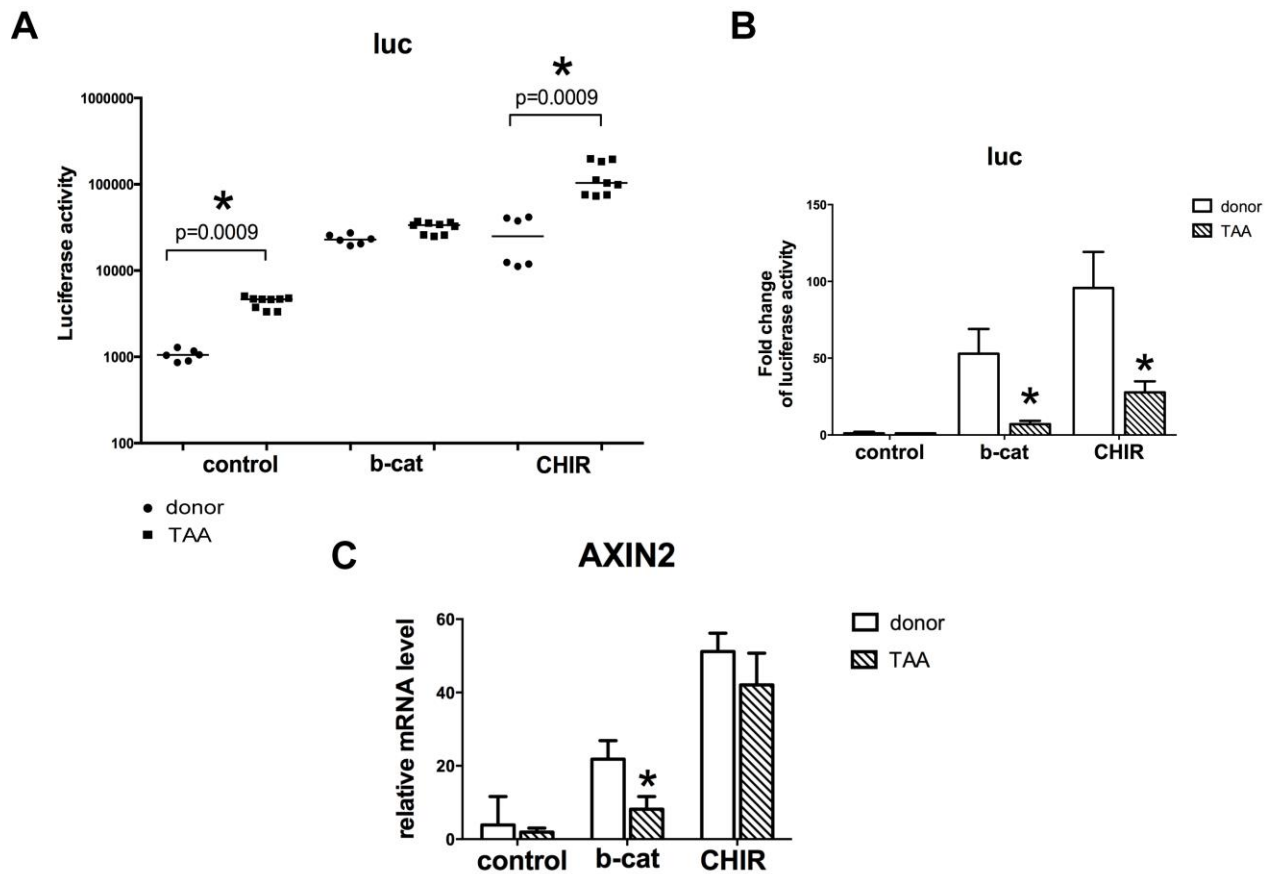 A
luc
*
p=0.0009
*
p=0.0009
Luciferase activity
1000000
100000
10000
1000
100
control
b-cat
CHIR
donor
TAA
B
luc
donor
TAA
Fold change
of luciferase activity
150
100
50
0
*
*
control
b-cat
CHIR
C
AXIN2
donor
TAA
relative mRNA level
60
40
20
0
*
control
b-cat
CHIR